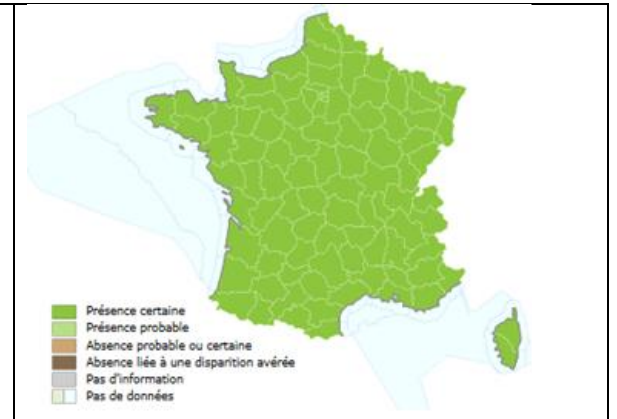 Présence certaine
Présence probable
Absence probable ou certaine
Absence liée à une disparition avérée
Pas d'information
Pas de données